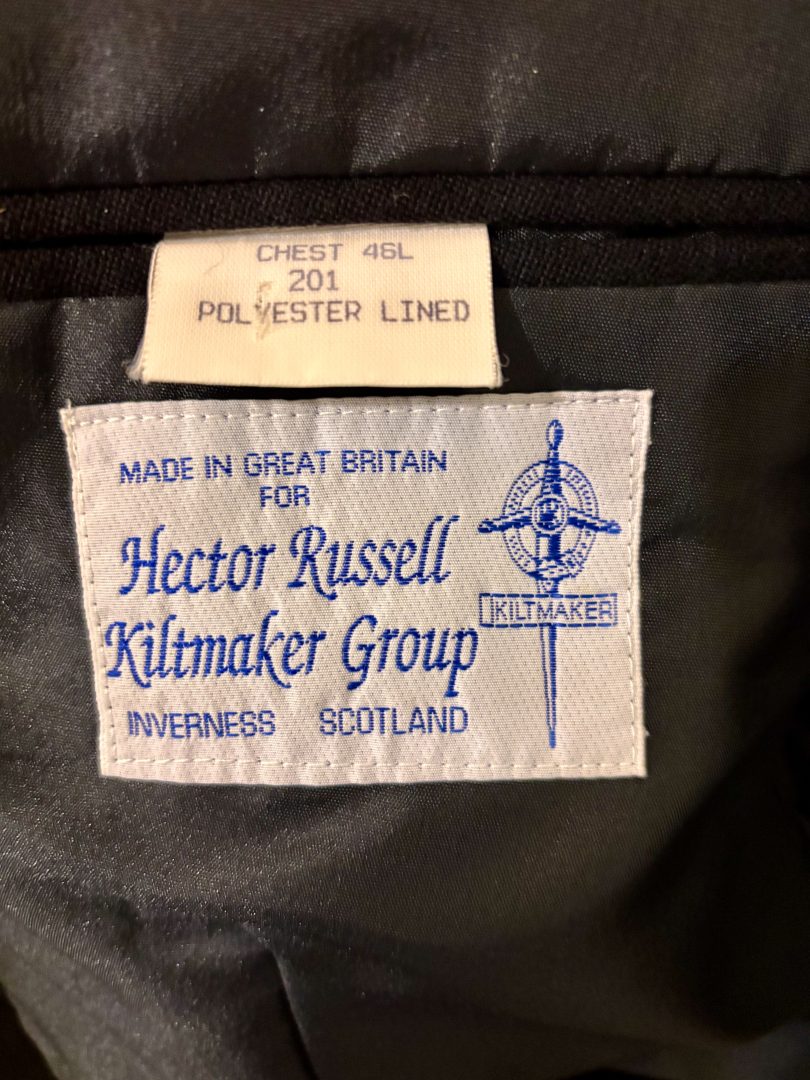 CHEST 46L
201
POLYESTER LINED
MADE IN GREAT BRITAIN
FOR
Hector Russell
Kiltmaker Group
INVERNESS SCOTLAND
KILTMAKER